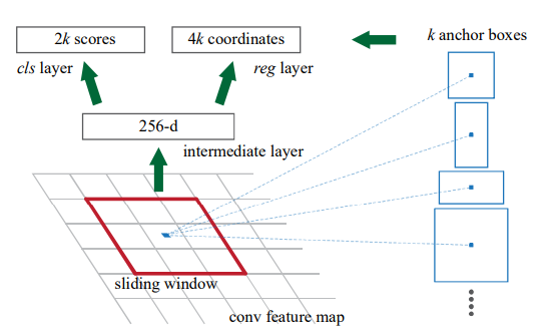 2k scores
4k coordinates
k anchor boxes
cls layer
reg layer
256-d
intermediate layer
sliding window
conv feature map